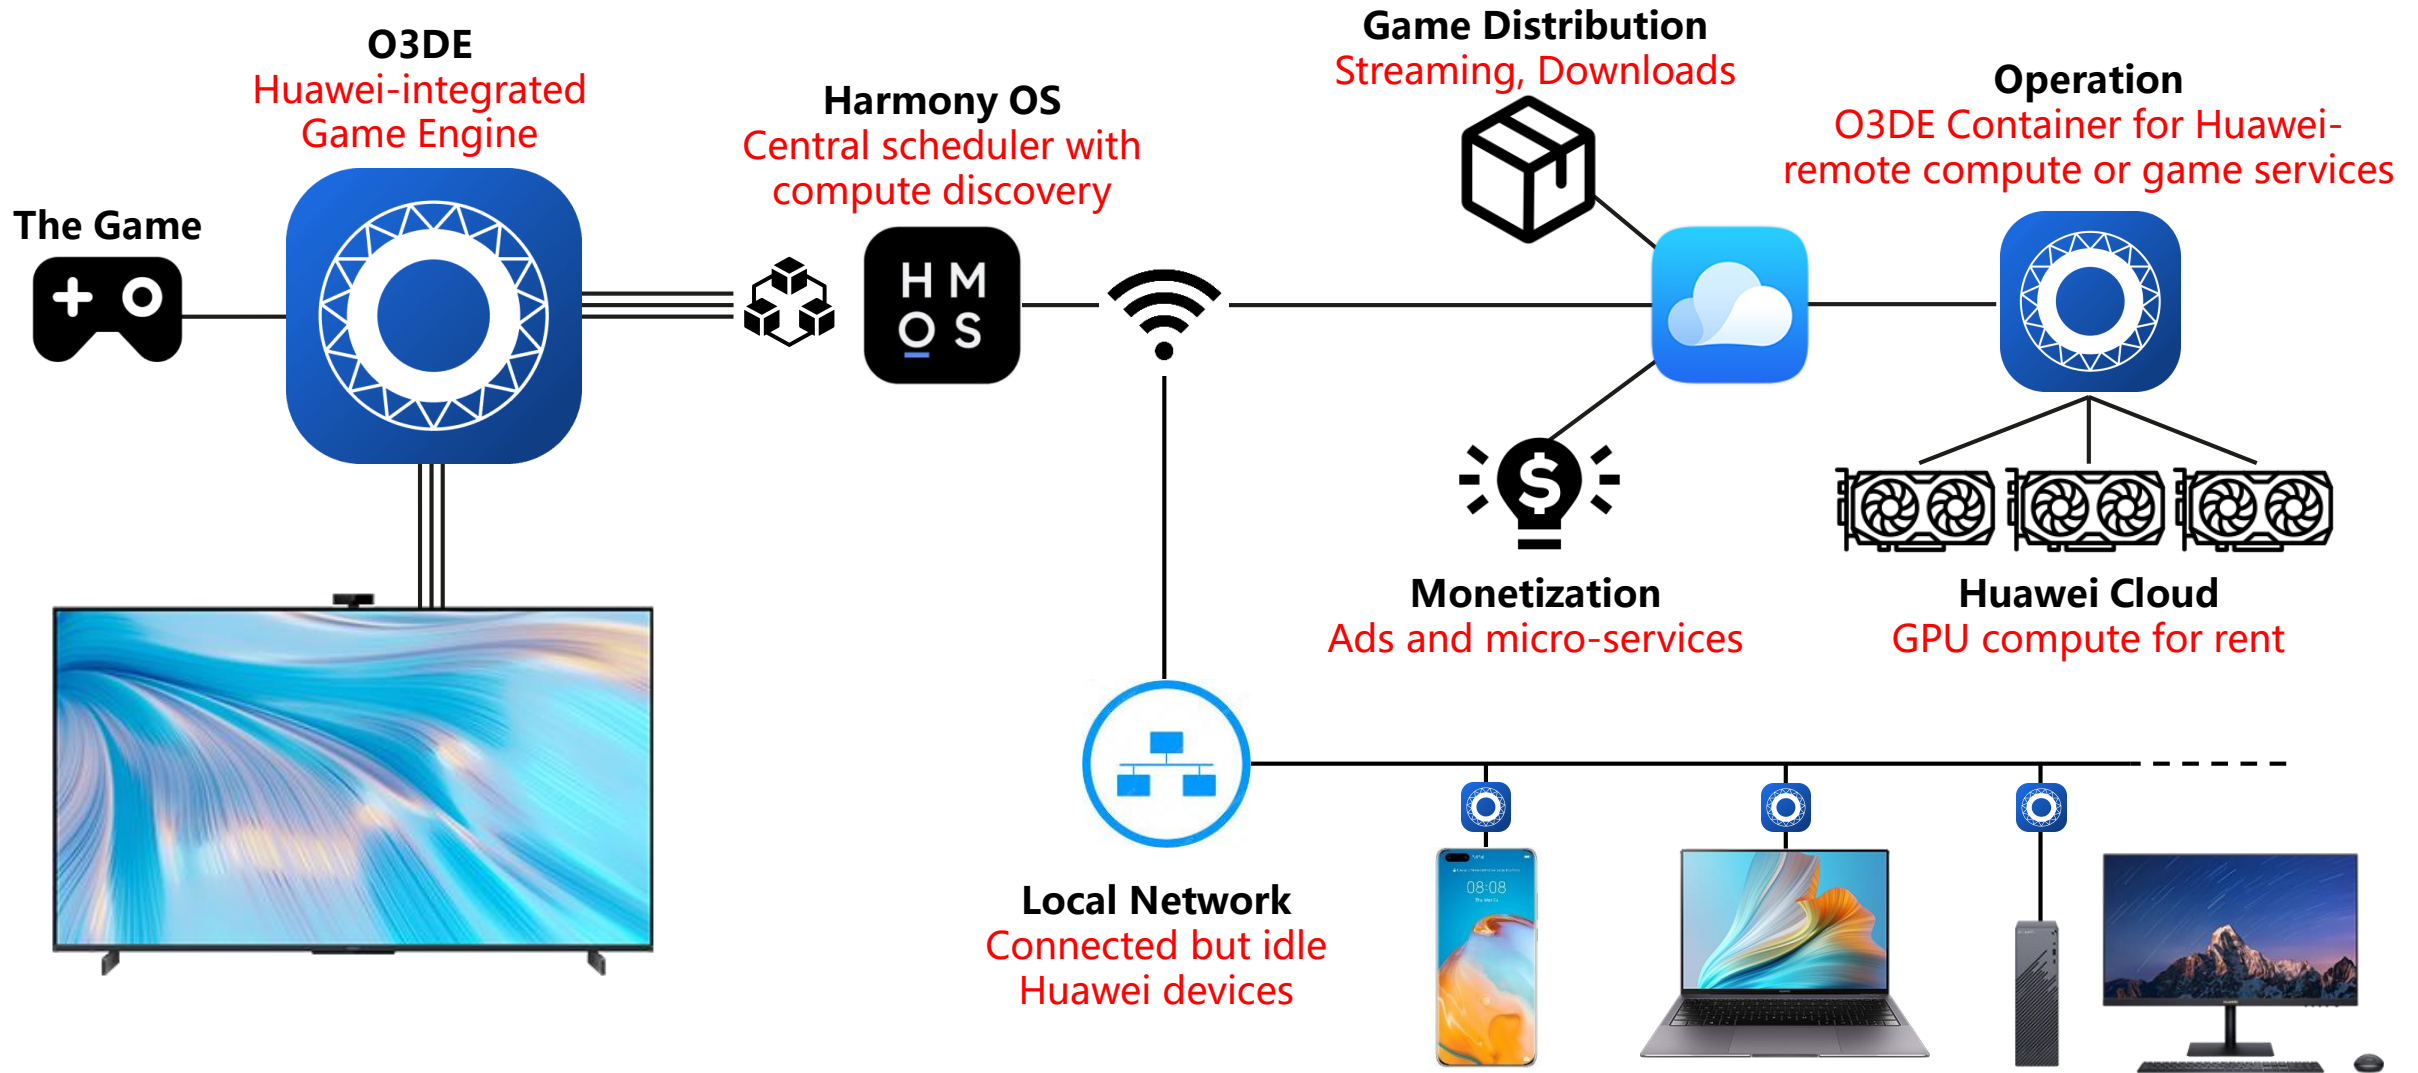 O3DE
Huawei-integrated
Game Engine
The Game
Harmony OS
Central scheduler with
compute discovery
H M
O S
Game Distribution
Streaming, Downloads
Operation
O3DE Container for Huawei-
remote compute or game services
$
Monetization
Ads and micro-services
Huawei Cloud
GPU compute for rent
Local Network
Connected but idle
Huawei devices
08:08